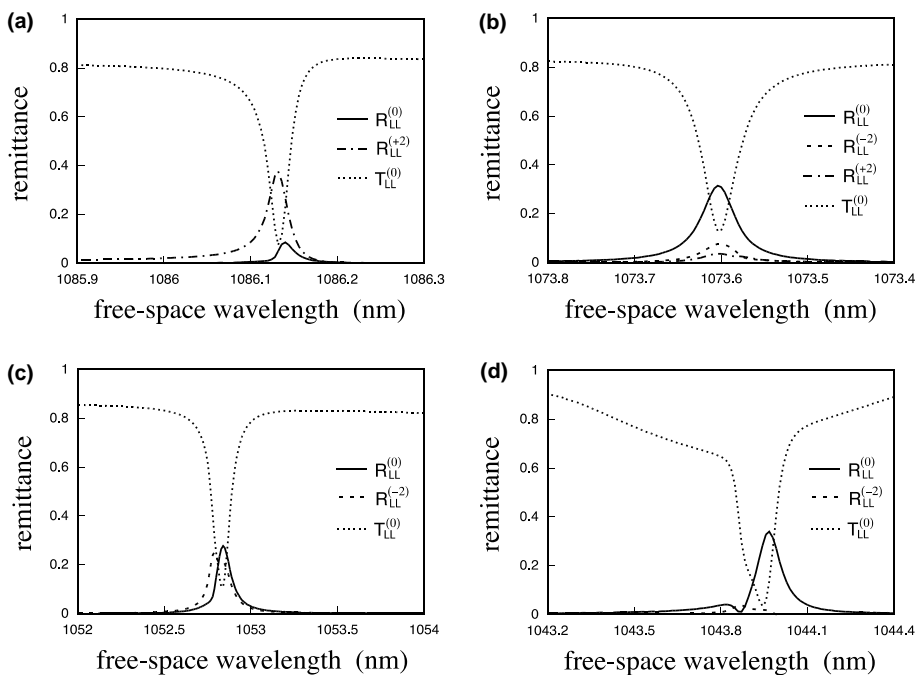 (a)
remittance
1
0.8
0.6
0.4
0.2
0
R_LL^(0)
R_LL^(+2)
T_LL^(0)
1085.9 1086 1086.1 1086.2 1086.3
free-space wavelength (nm)
(b)
remittance
1
0.8
0.6
0.4
0.2
0
R_LL^(0)
R_LL^(-2)
R_LL^(+2)
T_LL^(0)
1073.8 1073.7 1073.6 1073.5 1073.4
free-space wavelength (nm)
(c)
remittance
1
0.8
0.6
0.4
0.2
0
R_LL^(0)
R_LL^(-2)
T_LL^(0)
1052 1052.5 1053 1053.5 1054
free-space wavelength (nm)
(d)
remittance
1
0.8
0.6
0.4
0.2
0
R_LL^(0)
R_LL^(-2)
T_LL^(0)
1043.2 1043.5 1043.8 1044.1 1044.4
free-space wavelength (nm)